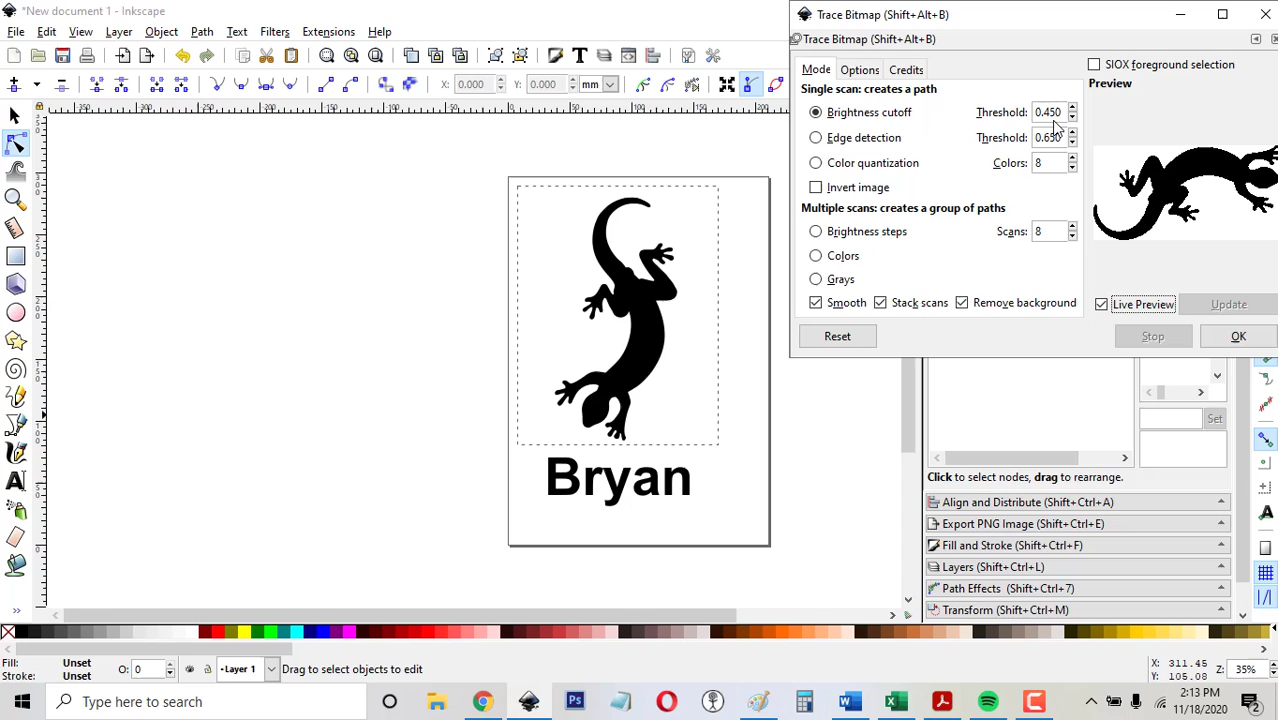 *New document 1 - Inkscape
File Edit View Layer Object Path Text Filters Extensions Help
X: 0.000 Y: 0.000 mm
Trace Bitmap (Shift+Alt+B)
Trace Bitmap (Shift+Alt+B)
Mode Options Credits
SIOX foreground selection
Single scan: creates a path
Preview
Brightness cutoff Threshold: 0.450
Edge detection Threshold: 0.650
Color quantization Colors: 8
Invert image
Multiple scans: creates a group of paths
Brightness steps Scans: 8
Colors
Grays
Smooth Stack scans Remove background
Live Preview Update
Reset Stop OK
Bryan
Set
Click to select nodes, drag to rearrange.
Align and Distribute (Shift+Ctrl+A)
Export PNG Image (Shift+Ctrl+E)
Fill and Stroke (Shift+Ctrl+F)
Layers (Shift+Ctrl+L)
Path Effects (Shift+Ctrl+7)
Transform (Shift+Ctrl+M)
Fill: Unset
Stroke: Unset
O: 0
Layer 1
Drag to select objects to edit
X: 311.45
Y: 105.08
Z: 35%
Type here to search
2:13 PM
11/18/2020
2